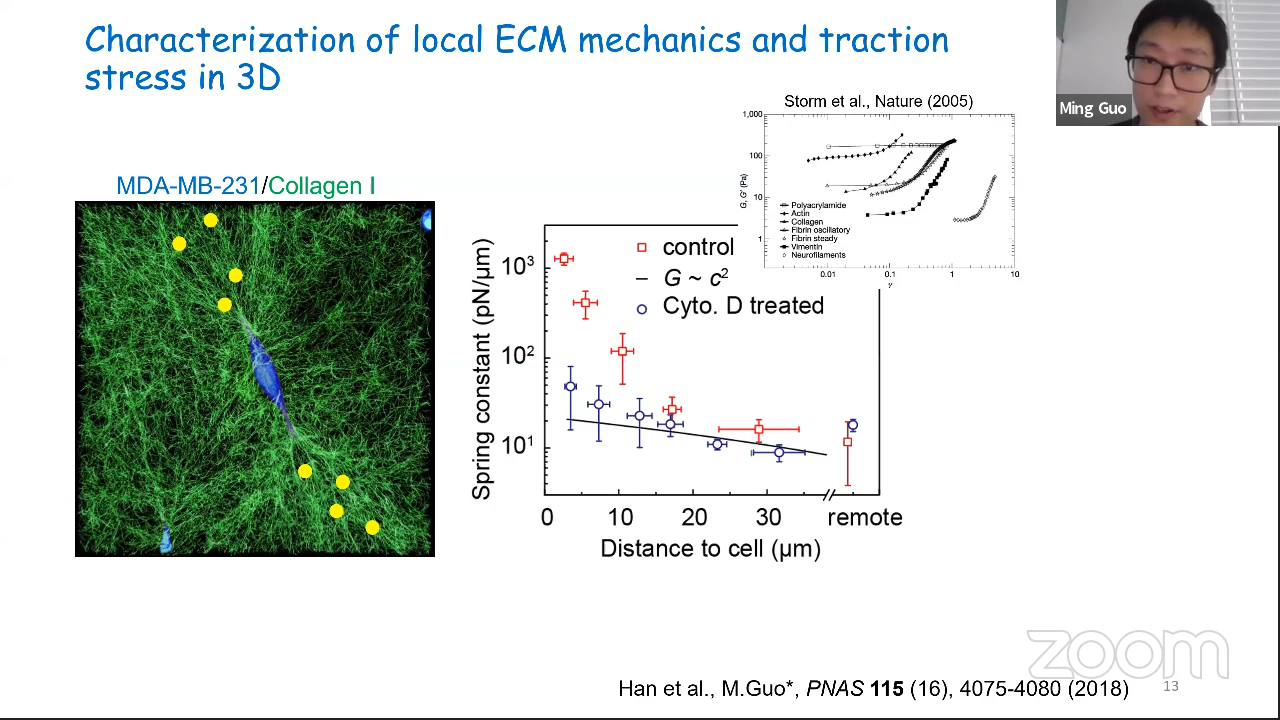 Characterization of local ECM mechanics and traction
stress in 3D
Ming Guo
Storm et al., Nature (2005)
1,000
100
10
1
G, G' (Pa)
Polyacrylamide
Actin
Collagen
Fibrin oscillatory
Fibrin steady
Vimentin
Neurofilaments
0.01 0.1 1 10
γ
MDA-MB-231/Collagen I
Spring constant (pN/μm)
10³
10²
10¹
control
G ~ c²
Cyto. D treated
0 10 20 30 remote
Distance to cell (μm)
zoom
Han et al., M.Guo*, PNAS 115 (16), 4075-4080 (2018)
13